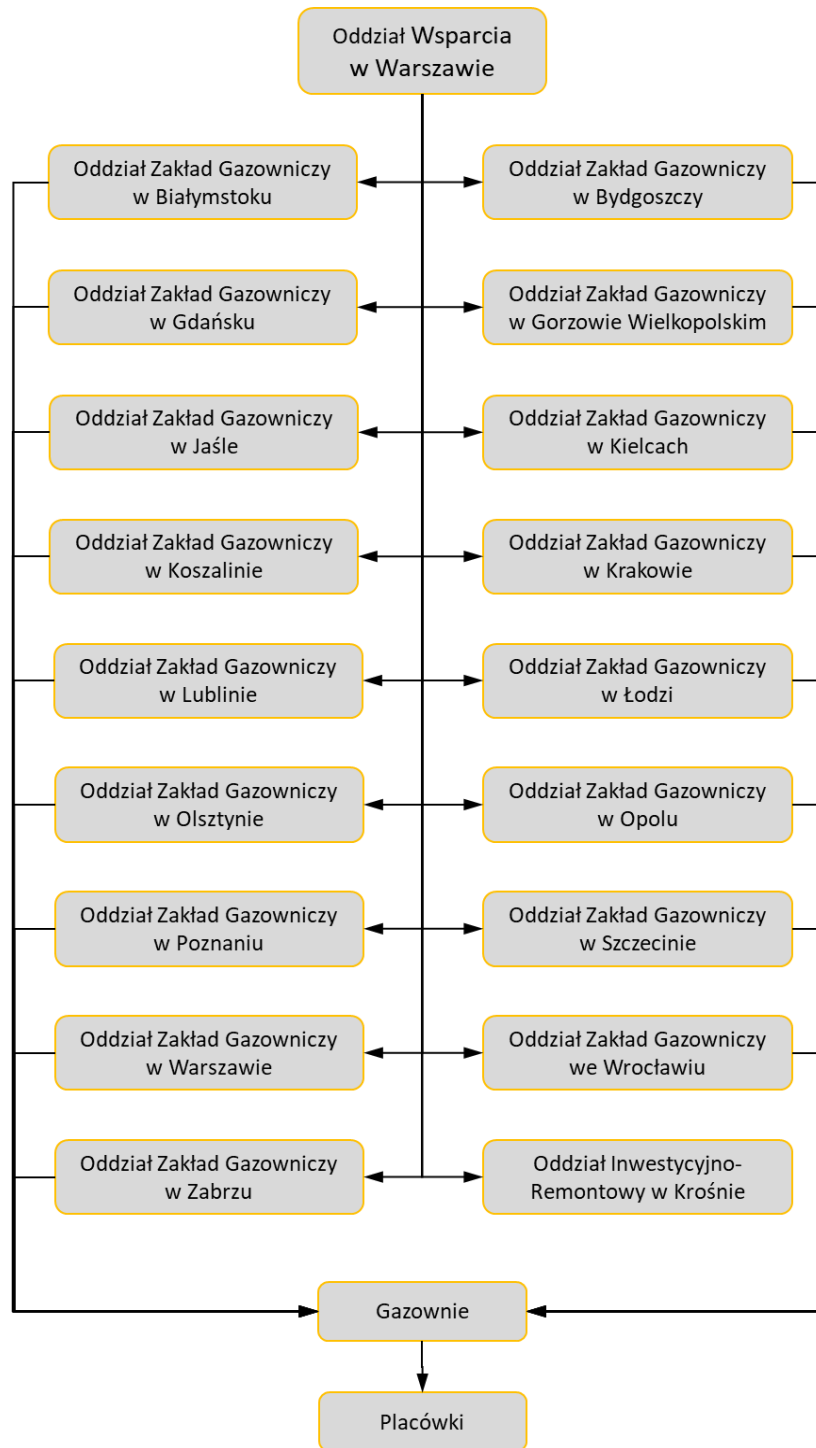 Oddział Wsparcia
w Warszawie
Oddział Zakład Gazowniczy
w Białymstoku
Oddział Zakład Gazowniczy
w Bydgoszczy
Oddział Zakład Gazowniczy
w Gdańsku
Oddział Zakład Gazowniczy
w Gorzowie Wielkopolskim
Oddział Zakład Gazowniczy
w Jaśle
Oddział Zakład Gazowniczy
w Kielcach
Oddział Zakład Gazowniczy
w Koszalinie
Oddział Zakład Gazowniczy
w Krakowie
Oddział Zakład Gazowniczy
w Lublinie
Oddział Zakład Gazowniczy
w Łodzi
Oddział Zakład Gazowniczy
w Olsztynie
Oddział Zakład Gazowniczy
w Opolu
Oddział Zakład Gazowniczy
w Poznaniu
Oddział Zakład Gazowniczy
w Szczecinie
Oddział Zakład Gazowniczy
w Warszawie
Oddział Zakład Gazowniczy
we Wrocławiu
Oddział Zakład Gazowniczy
w Zabrzu
Oddział Inwestycyjno-
Remontowy w Krośnie
Gazownie
Placówki